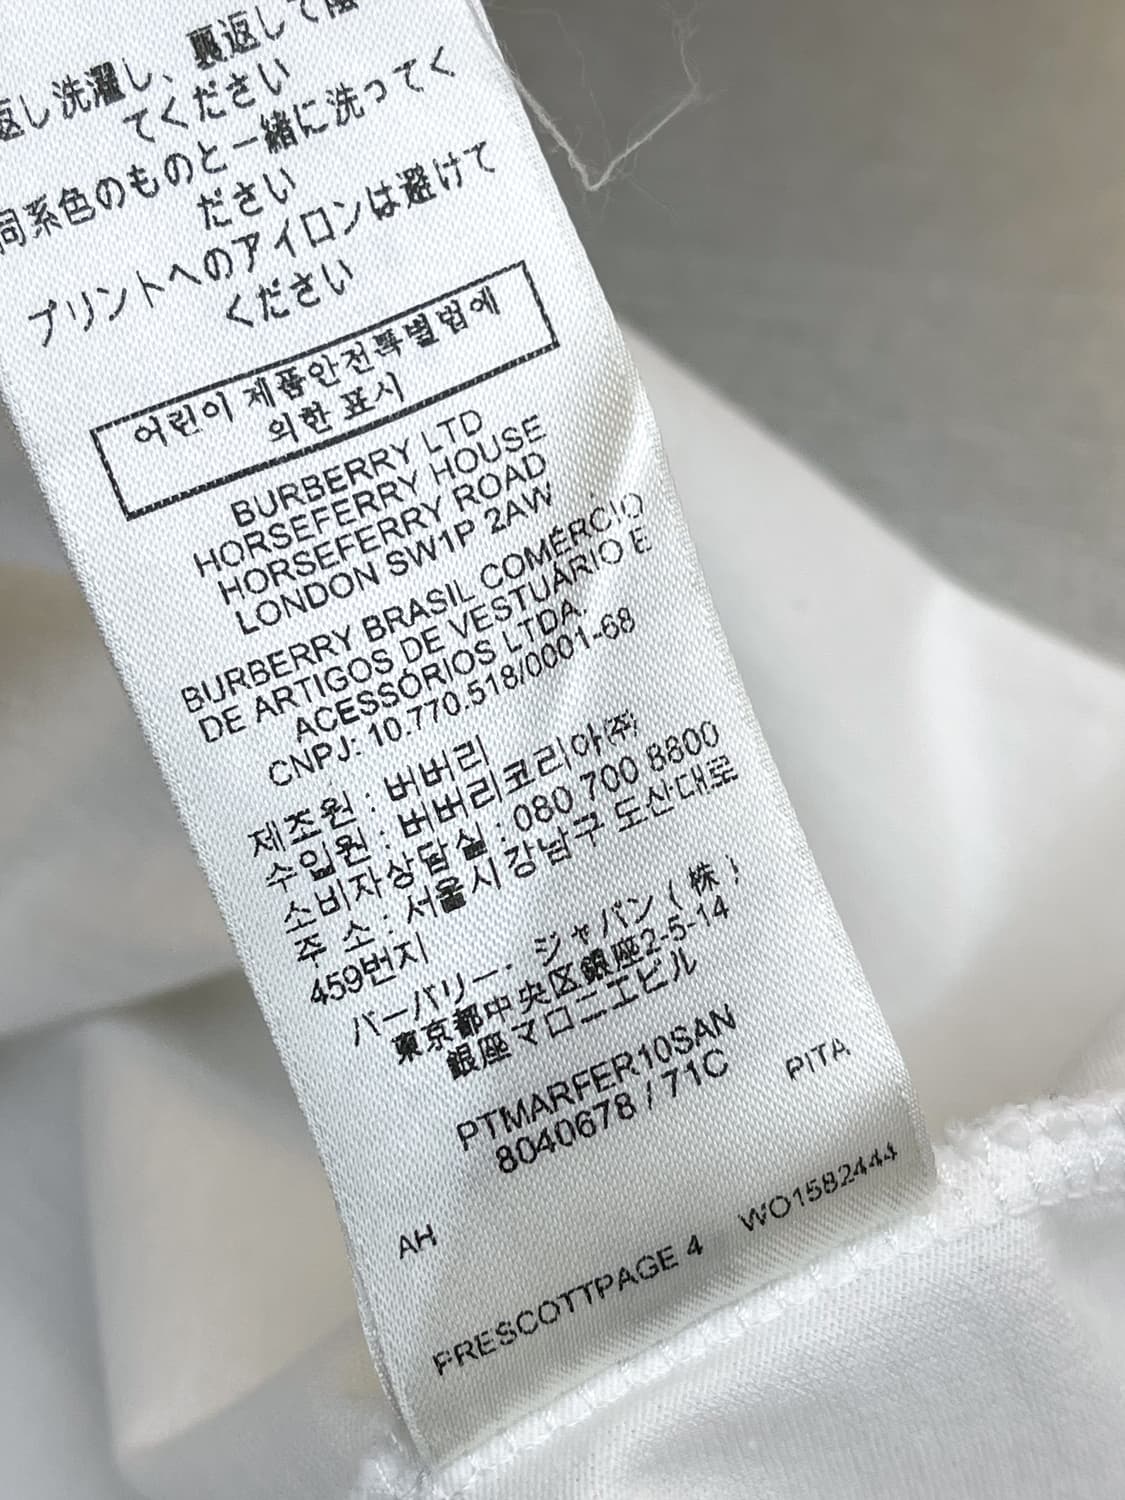 返し洗濯し、裏返して陰
てください
同系色のものと一緒に洗ってく
ださい
プリントへのアイロンは避けて
ください
어린이 제품안전특별법에
의한 표시
BURBERRY LTD
HORSEFERRY HOUSE
HORSEFERRY ROAD
LONDON SW1P 2AW
BURBERRY BRASIL COMÉRCIO
DE ARTIGOS DE VESTUÁRIO E
ACESSÓRIOS LTDA.
CNPJ: 10.770.518/0001-68
제조원 : 버버리
수입원 : 버버리코리아(주)
소비자상담실 : 080 700 8800
주 소 : 서울시 강남구 도산대로
459번지
バーバリー・ジャパン(株)
東京都中央区銀座2-5-14
銀座マロニエビル
PTMARFER10SAN
8040678 / 71C PITA
AH
PRESCOTTPAGE 4 WO1582444